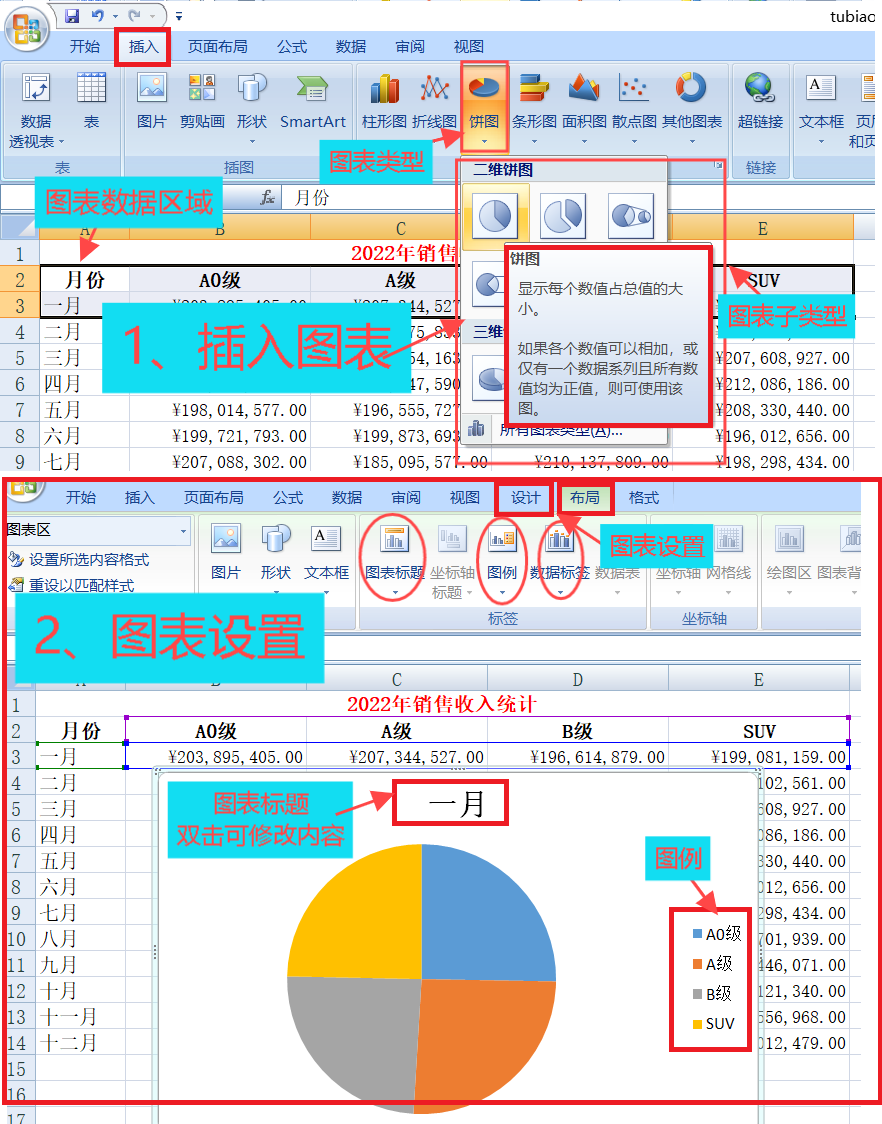 tubiao
开始 插入 页面布局 公式 数据 审阅 视图
数据透视表 表 图片 剪贴画 形状 SmartArt 柱形图 折线图 饼图 条形图 面积图 散点图 其他图表 超链接 文本框
表 插图 链接
图表类型
二维饼图
图表数据区域
fx 月份
A B C E
1 2022年销售
饼图
2 月份 A0级 A级 SUV
显示每个数值占总值的大小。
3 一月
图表子类型
4 二月
1、插入图表
三维
如果各个数值可以相加，或
仅有一个数据系列且所有数
值均为正值，则可使用该
图。
5 三月 ¥207,608,927.00
6 四月 ¥212,086,186.00
7 五月 ¥198,014,577.00 ¥196,555,727 ¥208,330,440.00
8 六月 ¥199,721,793.00 ¥199,873,693 ¥196,012,656.00
所有图表类型(A)...
9 七月 ¥207,088,302.00 ¥185,095,577.00 ¥210,137,809.00 ¥198,298,434.00
开始 插入 页面布局 公式 数据 审阅 视图 设计 布局 格式
图表区
设置所选内容格式
重设以匹配样式
图片 形状 文本框 图表标题 坐标轴标题 图例 数据标签 数据表 坐标轴 网格线 绘图区 图表背
图表设置
标签 坐标轴
2、图表设置
C D E
1 2022年销售收入统计
2 月份 A0级 A级 B级 SUV
3 一月 ¥203,895,405.00 ¥207,344,527.00 ¥196,614,879.00 ¥199,081,159.00
4 二月 102,561.00
5 三月 608,927.00
6 四月 086,186.00
7 五月 330,440.00
8 六月 012,656.00
9 七月 298,434.00
10 八月 701,939.00
11 九月 446,071.00
12 十月 121,340.00
13 十一月 556,968.00
14 十二月 012,479.00
15
16
17
图表标题
双击可修改内容
一月
图例
A0级
A级
B级
SUV